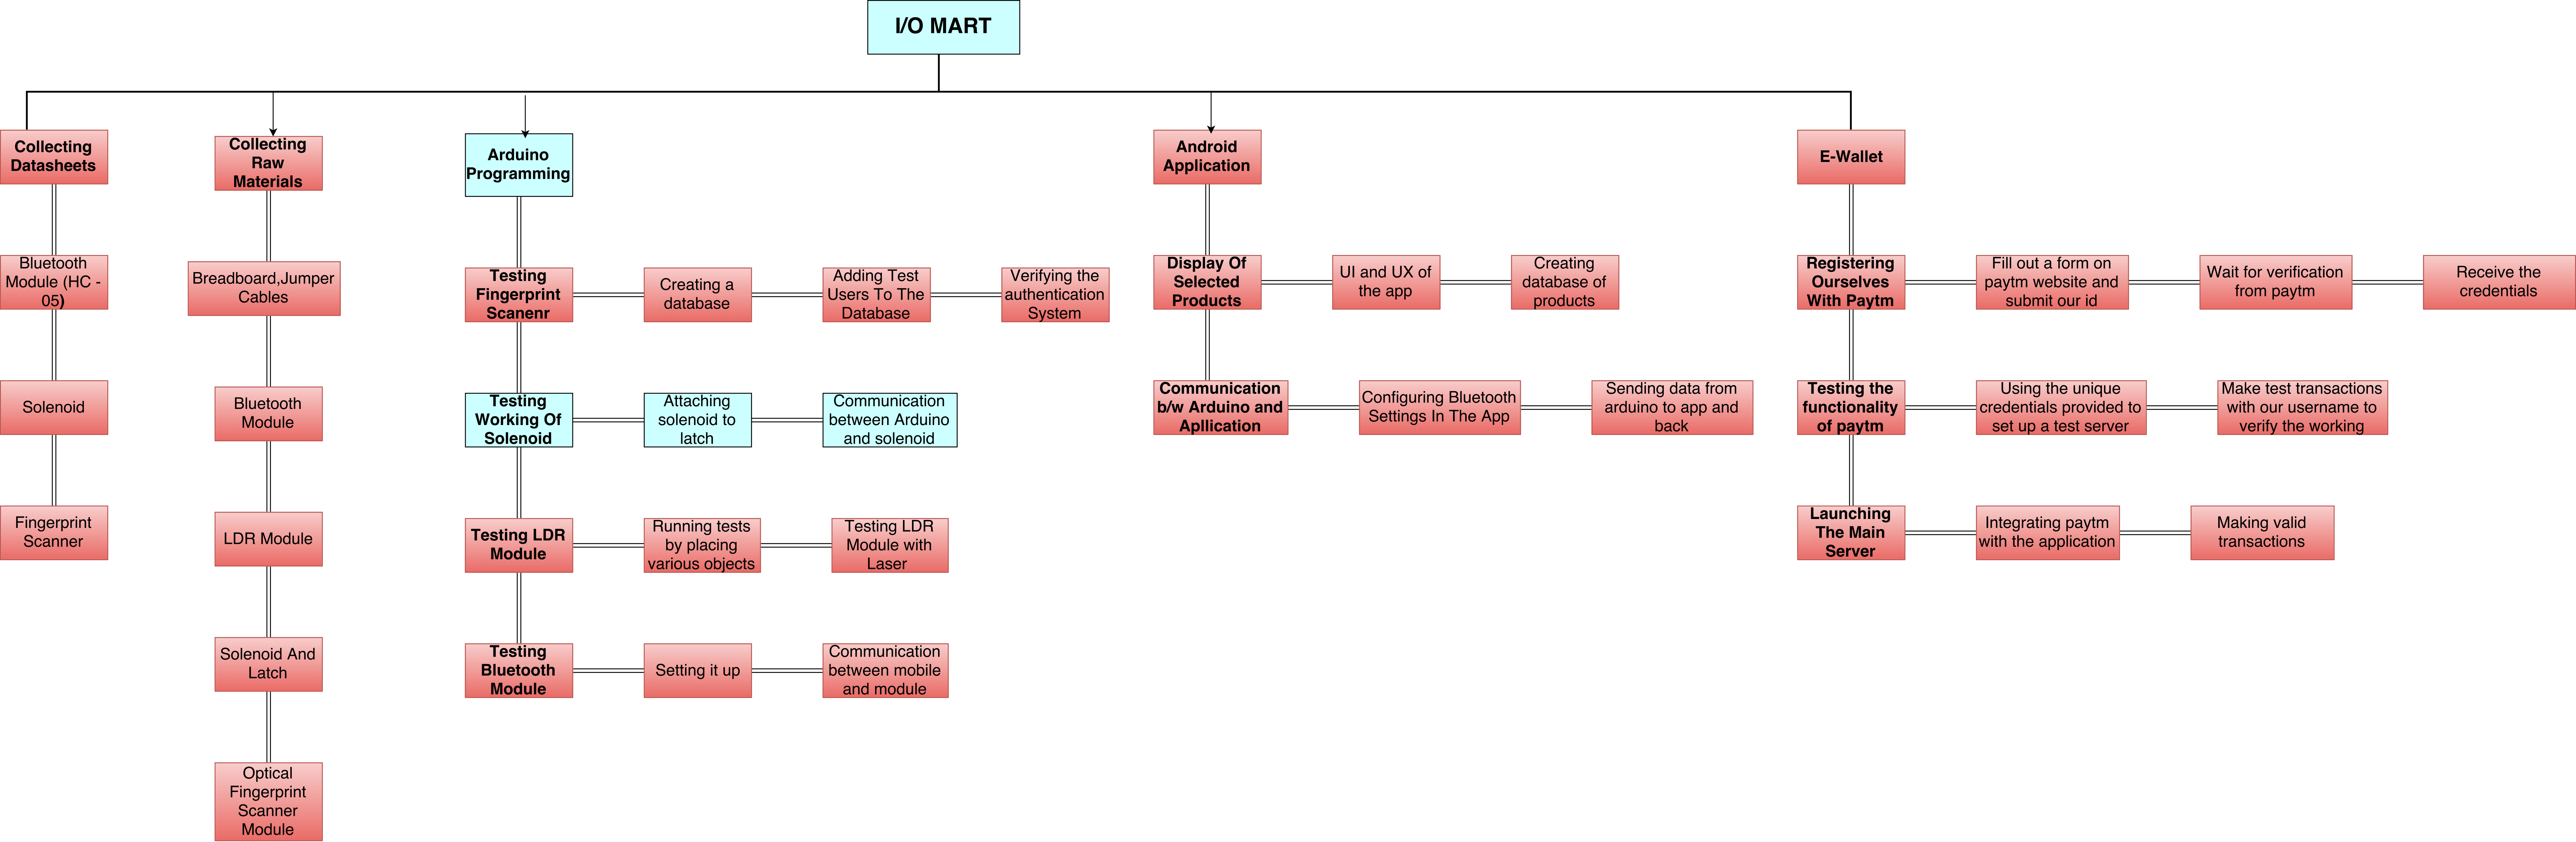 I/O MART
Collecting
Datasheets
Collecting
Raw
Materials
Arduino
Programming
Android
Application
E-Wallet
Bluetooth
Module (HC -
05)
Solenoid
Fingerprint
Scanner
Breadboard,Jumper
Cables
Bluetooth
Module
LDR Module
Solenoid And
Latch
Optical
Fingerprint
Scanner
Module
Testing
Fingerprint
Scanenr
Creating a
database
Adding Test
Users To The
Database
Verifying the
authentication
System
Testing
Working Of
Solenoid
Attaching
solenoid to
latch
Communication
between Arduino
and solenoid
Testing LDR
Module
Running tests
by placing
various objects
Testing LDR
Module with
Laser
Testing
Bluetooth
Module
Setting it up
Communication
between mobile
and module
Display Of
Selected
Products
UI and UX of
the app
Creating
database of
products
Communication
b/w Arduino and
Apllication
Configuring Bluetooth
Settings In The App
Sending data from
arduino to app and
back
Registering
Ourselves
With Paytm
Fill out a form on
paytm website and
submit our id
Wait for verification
from paytm
Receive the
credentials
Testing the
functionality
of paytm
Using the unique
credentials provided to
set up a test server
Make test transactions
with our username to
verify the working
Launching
The Main
Server
Integrating paytm
with the application
Making valid
transactions